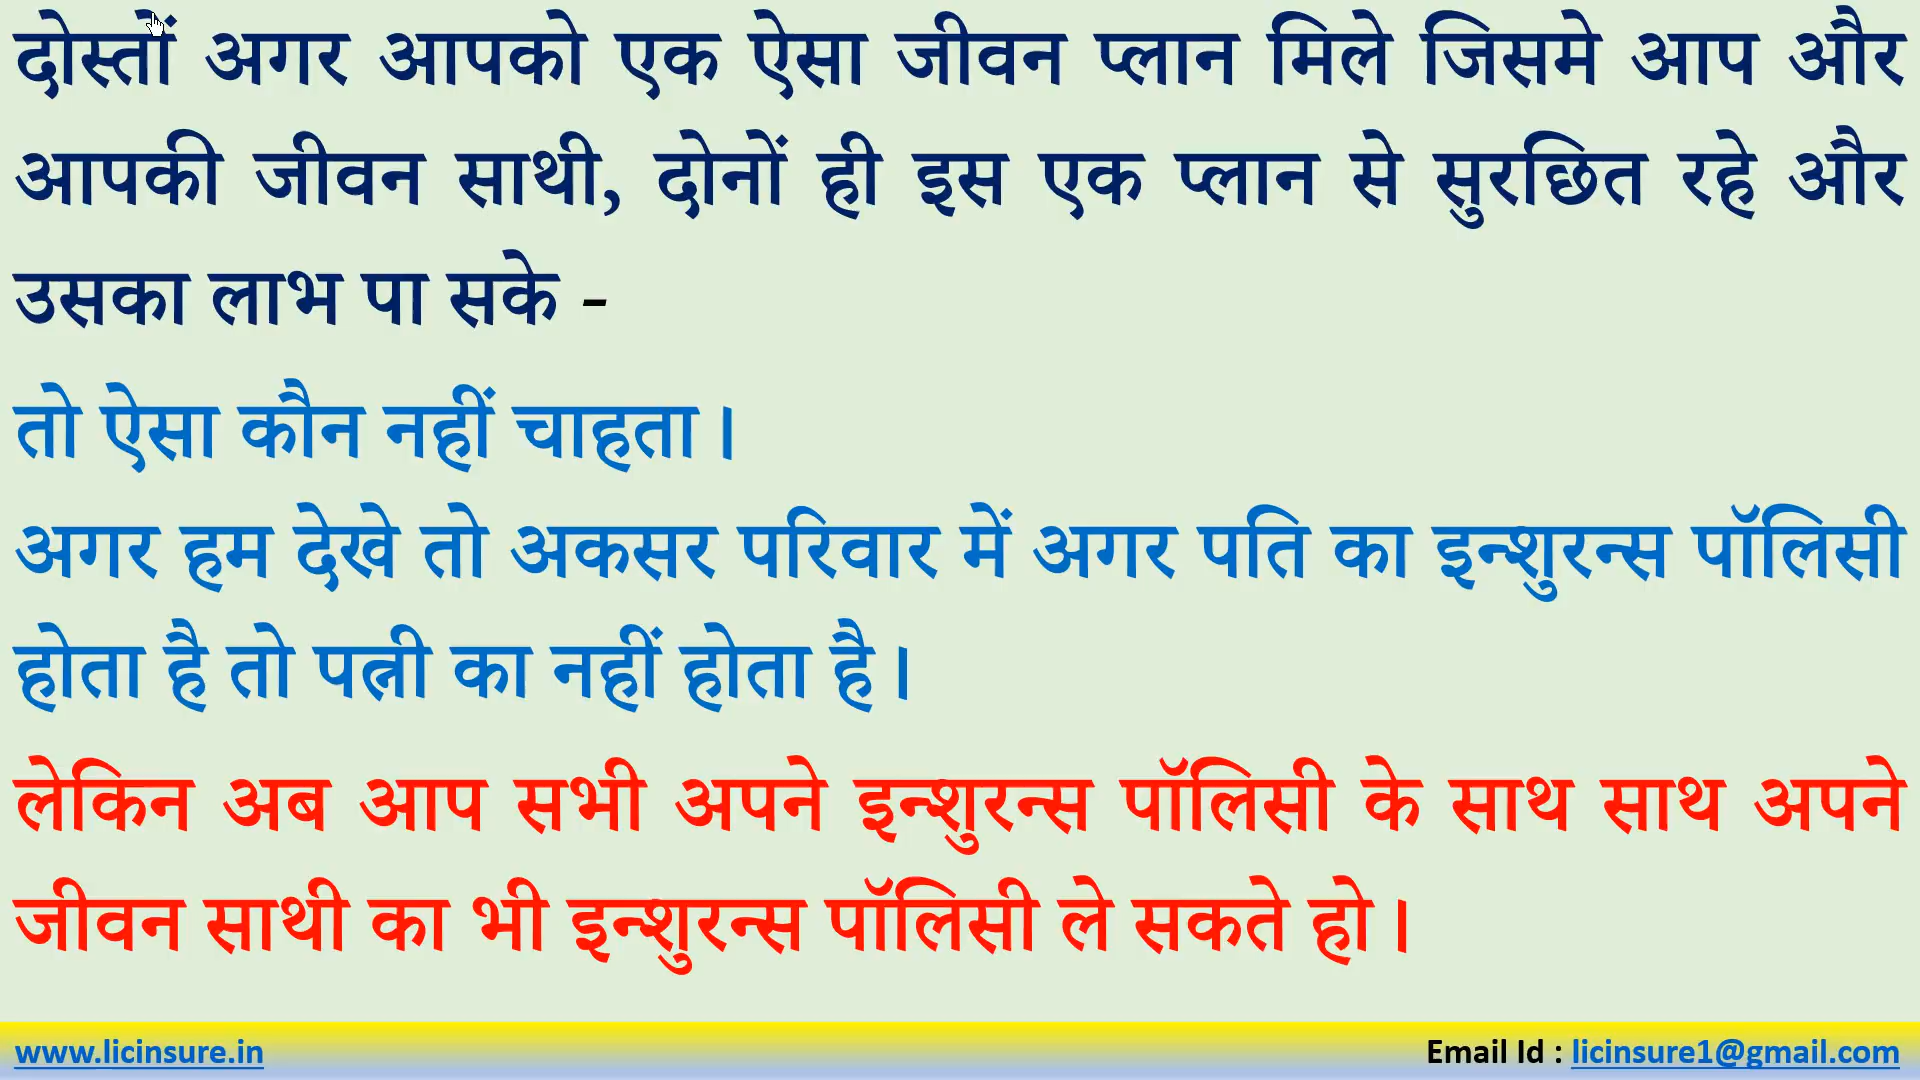 दोस्तों अगर आपको एक ऐसा जीवन प्लान मिले जिसमे आप और
आपकी जीवन साथी, दोनों ही इस एक प्लान से सुरछित रहे और
उसका लाभ पा सके -
तो ऐसा कौन नहीं चाहता।
अगर हम देखे तो अकसर परिवार में अगर पति का इन्शुरन्स पॉलिसी
होता है तो पत्नी का नहीं होता है।
लेकिन अब आप सभी अपने इन्शुरन्स पॉलिसी के साथ साथ अपने
जीवन साथी का भी इन्शुरन्स पॉलिसी ले सकते हो।
www.licinsure.in Email Id : licinsure1@gmail.com